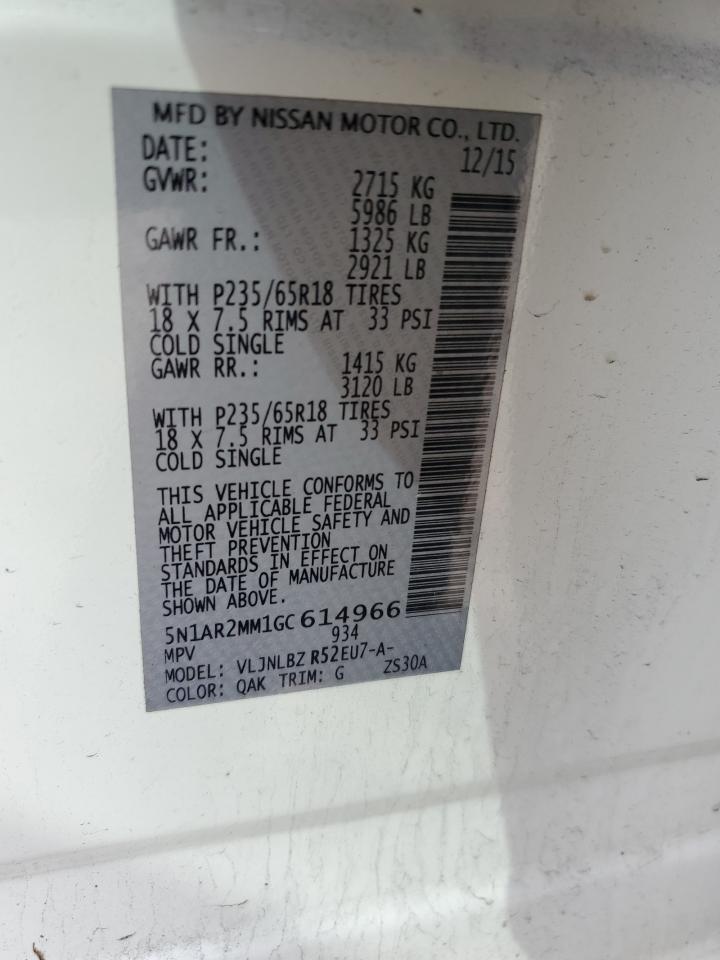 MFD BY NISSAN MOTOR CO., LTD.
DATE: 12/15
GVWR: 2715 KG
5986 LB
GAWR FR.: 1325 KG
2921 LB
WITH P235/65R18 TIRES
18 X 7.5 RIMS AT 33 PSI
COLD SINGLE
GAWR RR.: 1415 KG
3120 LB
WITH P235/65R18 TIRES
18 X 7.5 RIMS AT 33 PSI
COLD SINGLE
THIS VEHICLE CONFORMS TO
ALL APPLICABLE FEDERAL
MOTOR VEHICLE SAFETY AND
THEFT PREVENTION
STANDARDS IN EFFECT ON
THE DATE OF MANUFACTURE
SHOWN ABOVE.
5N1AR2MM1GC614966
MPV 934
MODEL: VLJNLBZ R52EU7-A-
COLOR: QAK TRIM: G ZS30A